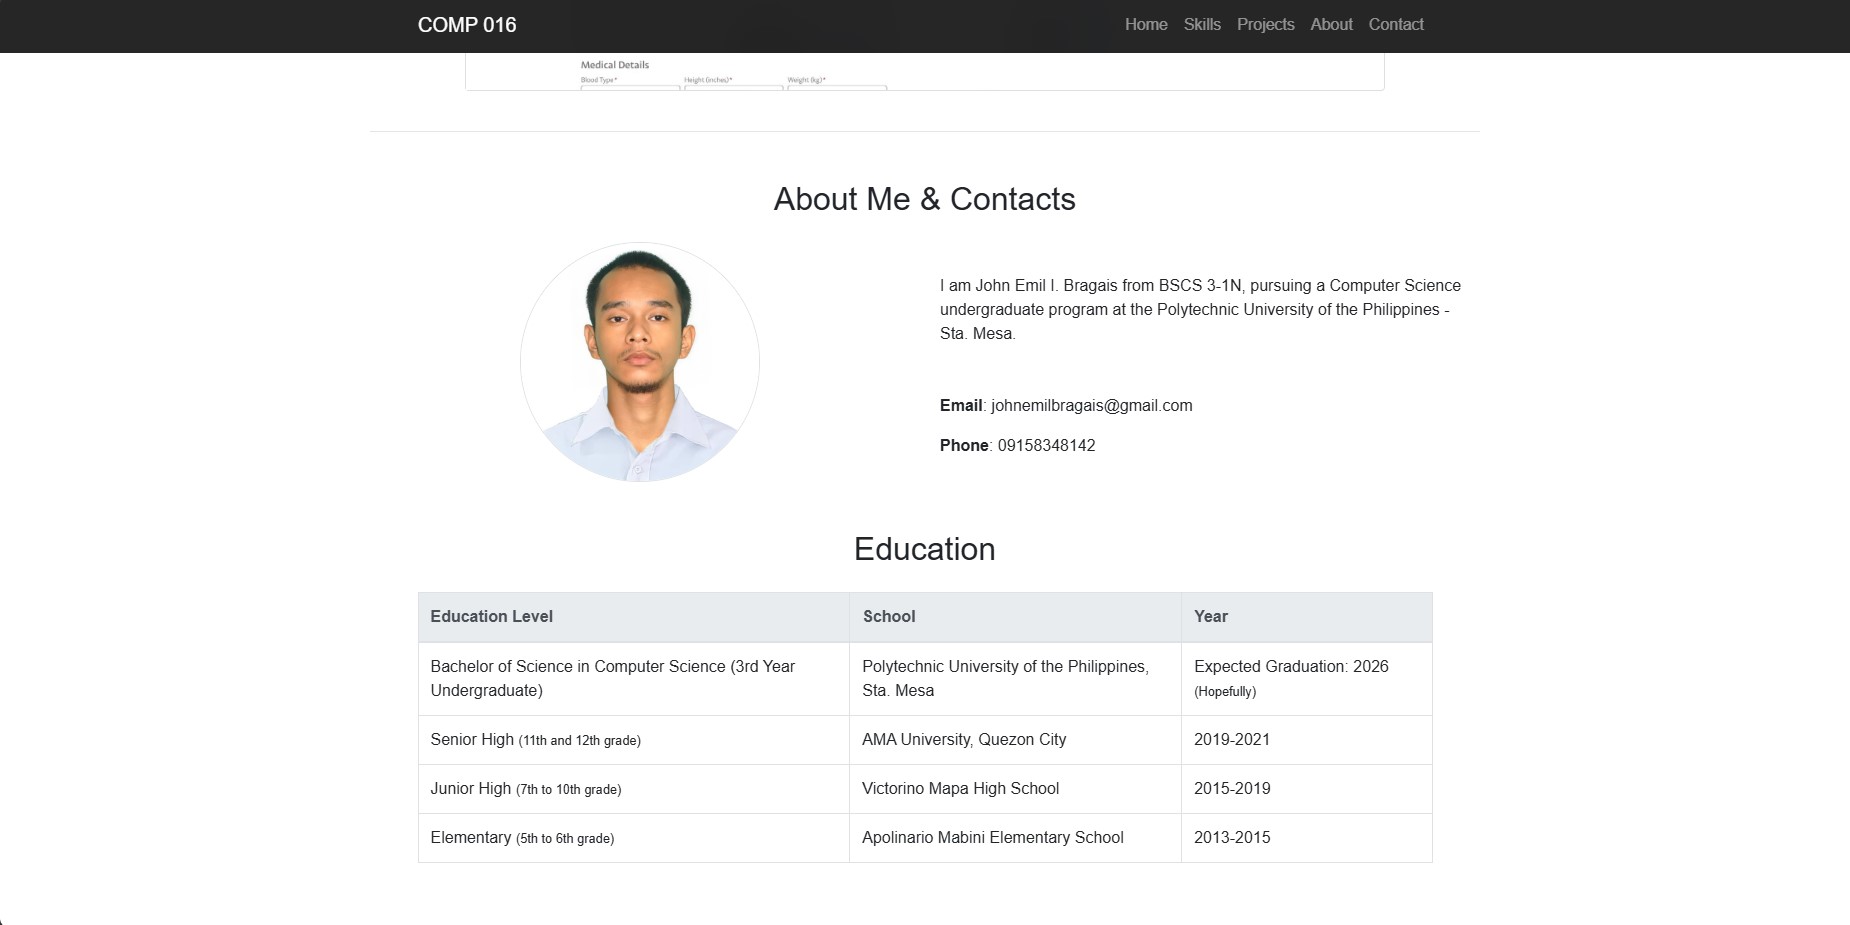 COMP 016
Home Skills Projects About Contact
Medical Details
Blood Type* Height (inches)* Weight (kg)*
About Me & Contacts
I am John Emil I. Bragais from BSCS 3-1N, pursuing a Computer Science
undergraduate program at the Polytechnic University of the Philippines -
Sta. Mesa.
Email: johnemilbragais@gmail.com
Phone: 09158348142
Education
Education Level School Year
Bachelor of Science in Computer Science (3rd Year
Undergraduate)
Polytechnic University of the Philippines,
Sta. Mesa
Expected Graduation: 2026
(Hopefully)
Senior High (11th and 12th grade) AMA University, Quezon City 2019-2021
Junior High (7th to 10th grade) Victorino Mapa High School 2015-2019
Elementary (5th to 6th grade) Apolinario Mabini Elementary School 2013-2015